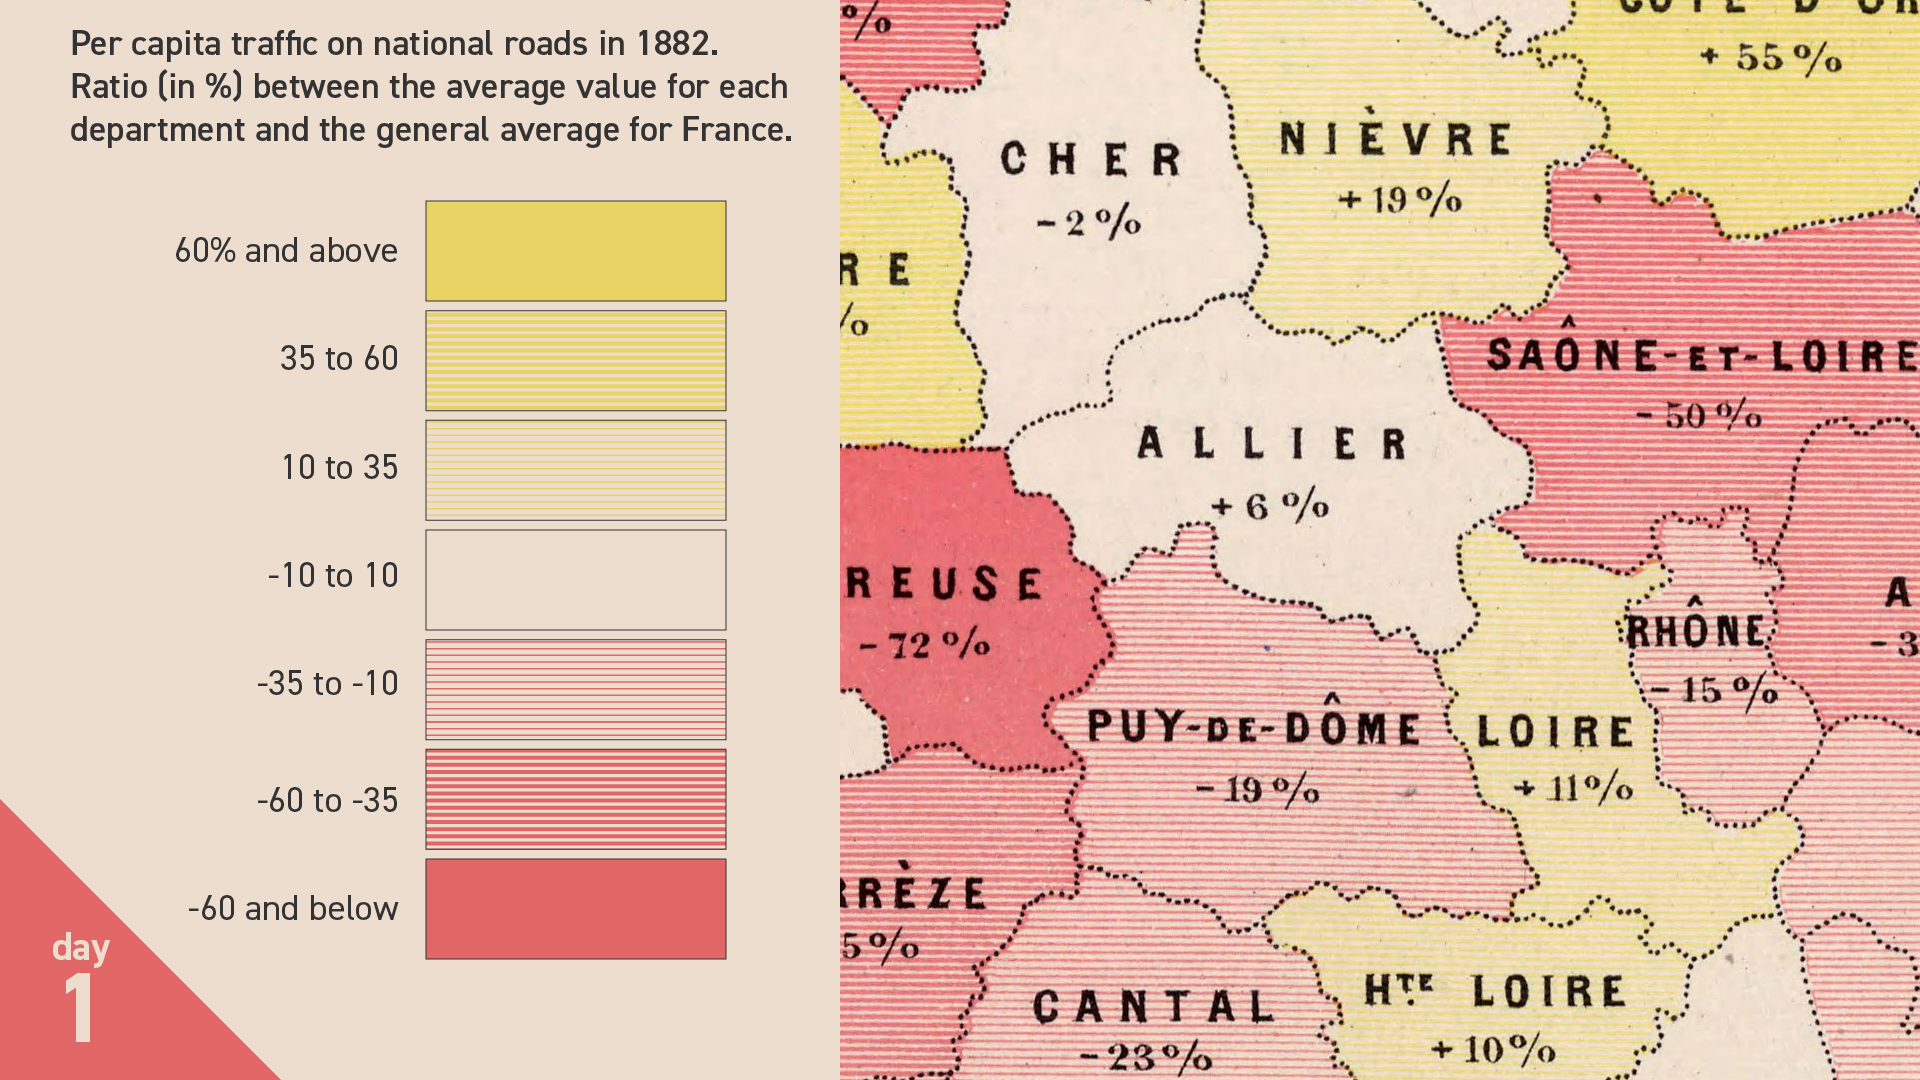 Per capita traffic on national roads in 1882.
Ratio (in %) between the average value for each
department and the general average for France.
60% and above
35 to 60
10 to 35
-10 to 10
-35 to -10
-60 to -35
-60 and below
day
1
%
+ 55 %
CHER
- 2 %
NIÈVRE
+ 19 %
RE
%
SAÔNE-ET-LOIRE
- 50 %
ALLIER
+ 6 %
REUSE
- 72 %
A
- 3
RHÔNE
- 15 %
PUY-DE-DÔME
- 19 %
LOIRE
+ 11 %
RRÈZE
5 %
CANTAL
- 23 %
HTE LOIRE
+ 10 %